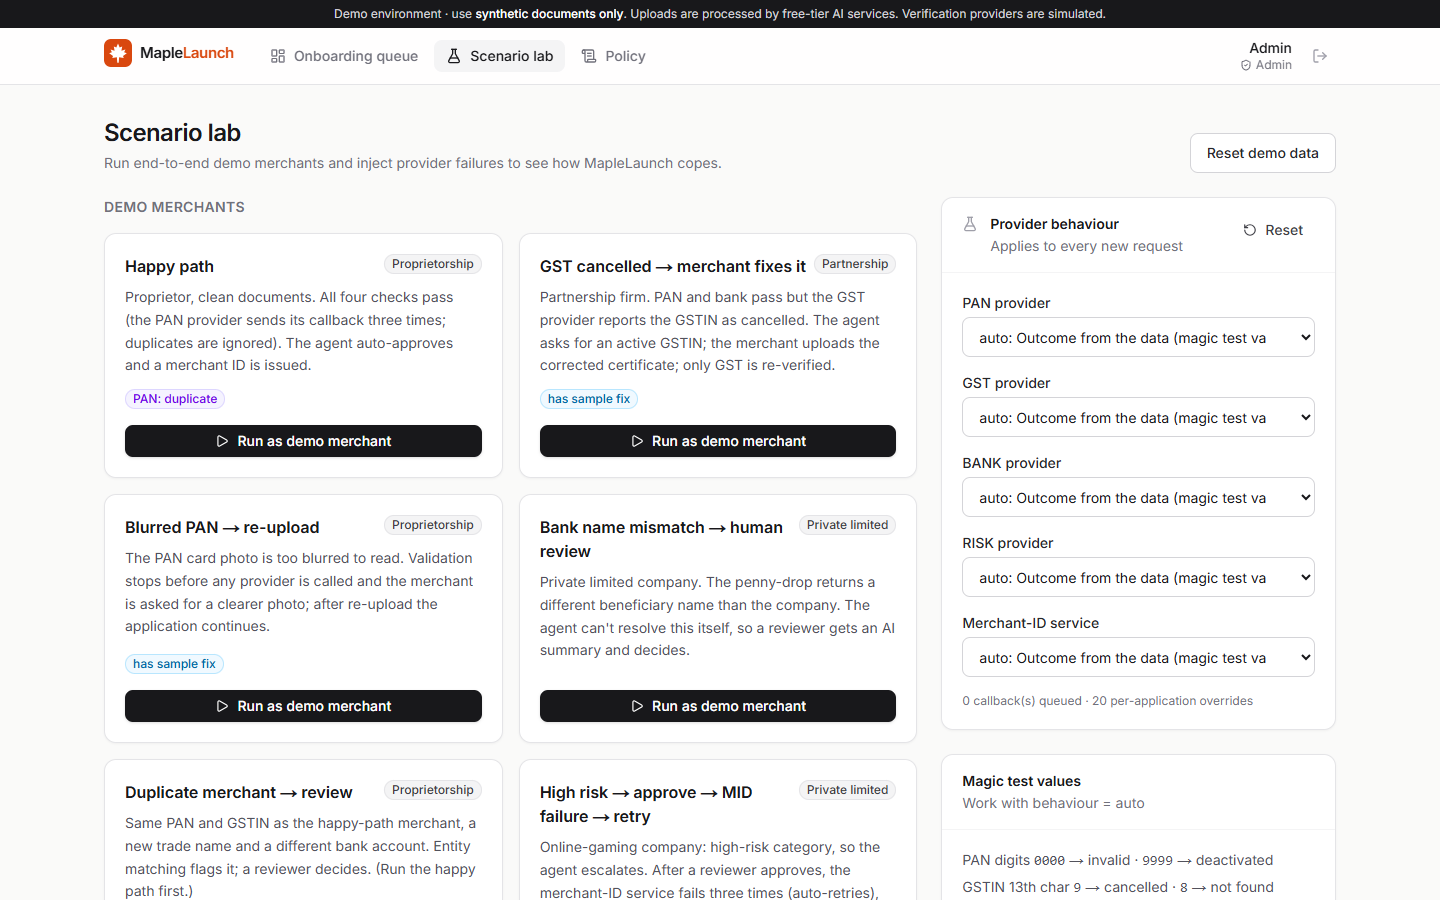 Demo environment · use synthetic documents only. Uploads are processed by free-tier AI services. Verification providers are simulated.
MapleLaunch
Onboarding queue
Scenario lab
Policy
Admin
Admin
Scenario lab
Run end-to-end demo merchants and inject provider failures to see how MapleLaunch copes.
Reset demo data
DEMO MERCHANTS
Happy path
Proprietorship
Proprietor, clean documents. All four checks pass
(the PAN provider sends its callback three times;
duplicates are ignored). The agent auto-approves
and a merchant ID is issued.
PAN: duplicate
Run as demo merchant
GST cancelled → merchant fixes it
Partnership
Partnership firm. PAN and bank pass but the GST
provider reports the GSTIN as cancelled. The agent
asks for an active GSTIN; the merchant uploads the
corrected certificate; only GST is re-verified.
has sample fix
Run as demo merchant
Blurred PAN → re-upload
Proprietorship
The PAN card photo is too blurred to read. Validation
stops before any provider is called and the merchant
is asked for a clearer photo; after re-upload the
application continues.
has sample fix
Run as demo merchant
Bank name mismatch → human
review
Private limited
Private limited company. The penny-drop returns a
different beneficiary name than the company. The
agent can't resolve this itself, so a reviewer gets an AI
summary and decides.
Run as demo merchant
Duplicate merchant → review
Proprietorship
Same PAN and GSTIN as the happy-path merchant, a
new trade name and a different bank account. Entity
matching flags it; a reviewer decides. (Run the happy
path first.)
High risk → approve → MID
failure → retry
Private limited
Online-gaming company: high-risk category, so the
agent escalates. After a reviewer approves, the
merchant-ID service fails three times (auto-retries),
Provider behaviour
Applies to every new request
Reset
PAN provider
auto: Outcome from the data (magic test va
GST provider
auto: Outcome from the data (magic test va
BANK provider
auto: Outcome from the data (magic test va
RISK provider
auto: Outcome from the data (magic test va
Merchant-ID service
auto: Outcome from the data (magic test va
0 callback(s) queued · 20 per-application overrides
Magic test values
Work with behaviour = auto
PAN digits 0000 → invalid · 9999 → deactivated
GSTIN 13th char 9 → cancelled · 8 → not found